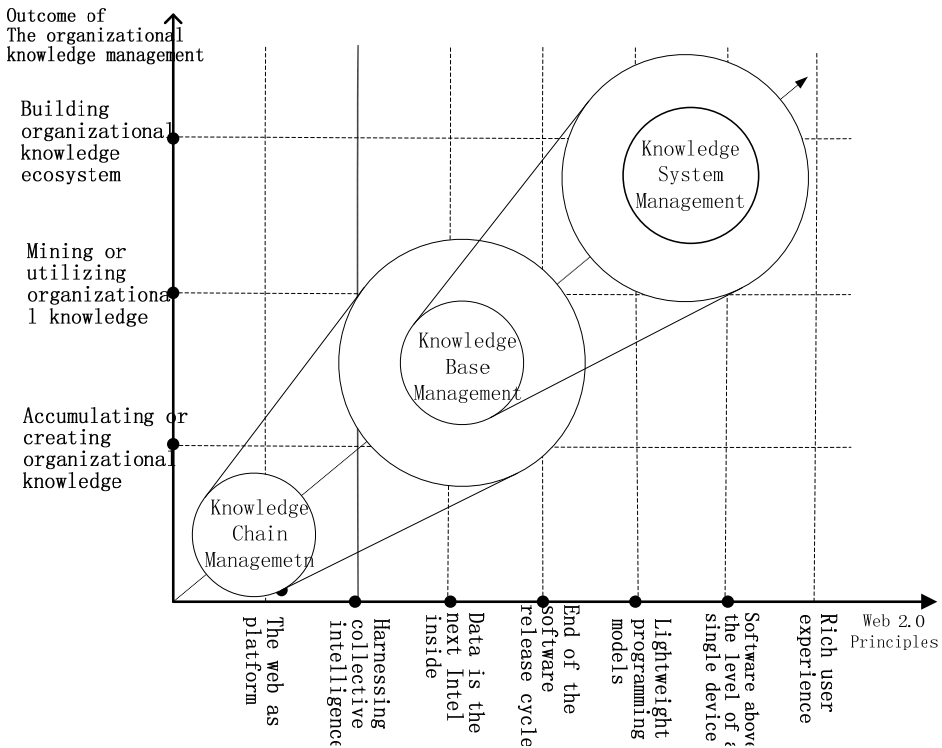 Outcome of
The organizational
knowledge management
Building
organizational
knowledge
ecosystem
Mining or
utilizing
organizationa
l knowledge
Accumulating or
creating
organizational
knowledge
Knowledge
System
Management
Knowledge
Base
Management
Knowledge
Chain
Managemetn
The web as
platform
Harnessing
collective
intelligence
Data is the
next Intel
inside
End of the
software
release cycle
Lightweight
programming
models
Software above
the level of a
single device
Rich user
experience
Web 2.0
Principles